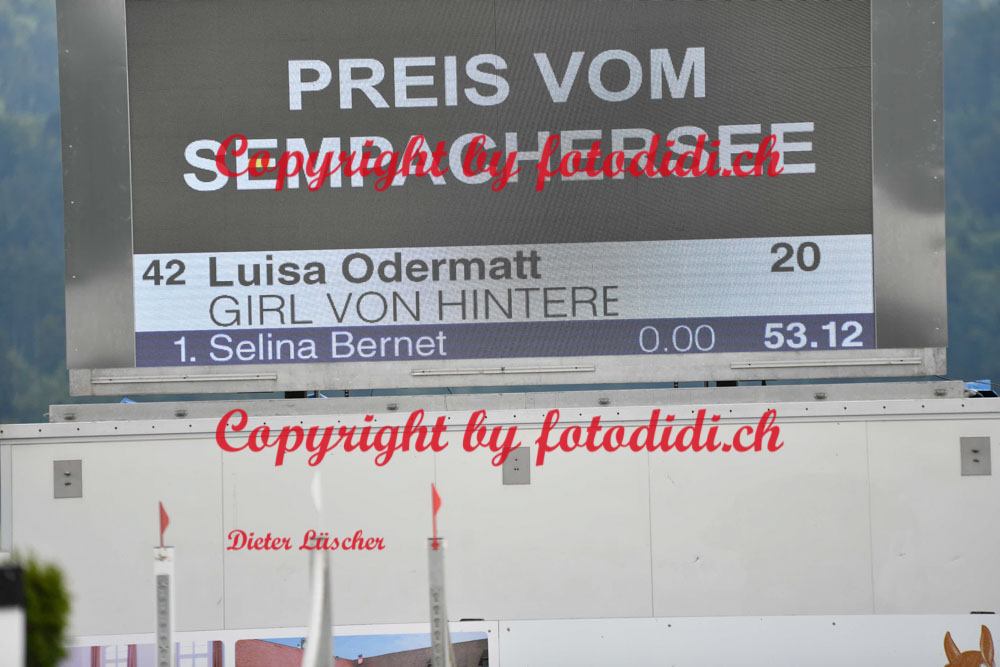 PREIS VOM
SEMPACHERSEE
Copyright by fotodidi.ch
42 Luisa Odermatt 20
GIRL VON HINTERE
1. Selina Bernet 0.00 53.12
Copyright by fotodidi.ch
Dieter Lüscher